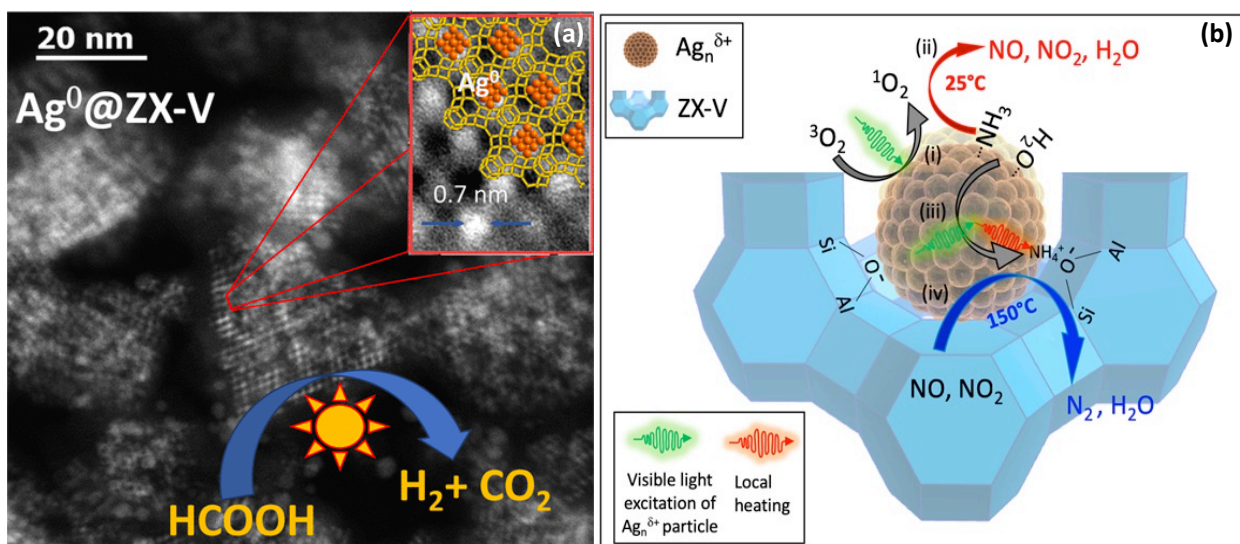 20 nm
Ag⁰@ZX-V
(a)
Ag⁰
0.7 nm
HCOOH
H₂+ CO₂
(b)
Agₙ^δ+
ZX-V
(ii)
NO, NO₂, H₂O
25°C
¹O₂
³O₂
NH₃
H₂O
(i)
(iii)
NH₄⁺
Si
O⁻
Al
O⁻
Al
Si
(iv)
150°C
NO, NO₂
N₂, H₂O
Visible light
excitation of
Agₙ^δ+ particle
Local
heating